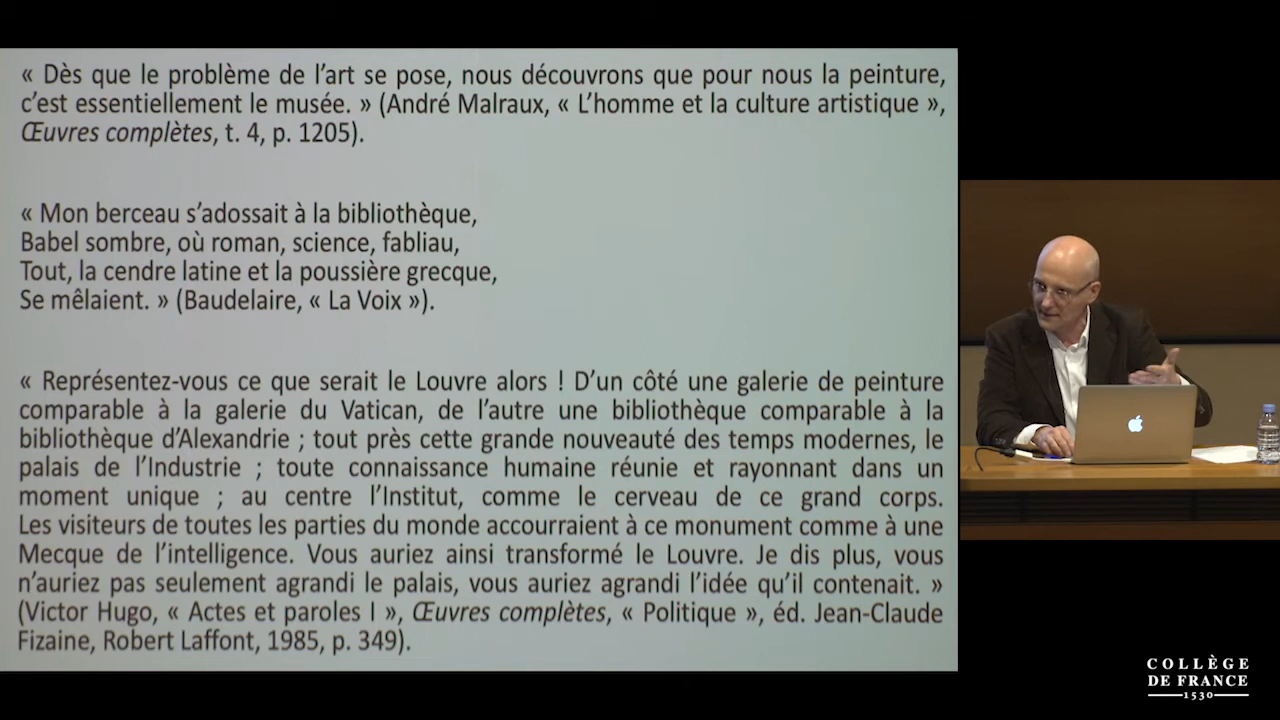 « Dès que le problème de l’art se pose, nous découvrons que pour nous la peinture,
c’est essentiellement le musée. » (André Malraux, « L’homme et la culture artistique »,
Œuvres complètes, t. 4, p. 1205).
« Mon berceau s’adossait à la bibliothèque,
Babel sombre, où roman, science, fabliau,
Tout, la cendre latine et la poussière grecque,
Se mêlaient. » (Baudelaire, « La Voix »).
« Représentez-vous ce que serait le Louvre alors ! D’un côté une galerie de peinture
comparable à la galerie du Vatican, de l’autre une bibliothèque comparable à la
bibliothèque d’Alexandrie ; tout près cette grande nouveauté des temps modernes, le
palais de l’Industrie ; toute connaissance humaine réunie et rayonnant dans un
moment unique ; au centre l’Institut, comme le cerveau de ce grand corps.
Les visiteurs de toutes les parties du monde accourraient à ce monument comme à une
Mecque de l’intelligence. Vous auriez ainsi transformé le Louvre. Je dis plus, vous
n’auriez pas seulement agrandi le palais, vous auriez agrandi l’idée qu’il contenait. »
(Victor Hugo, « Actes et paroles I », Œuvres complètes, « Politique », éd. Jean-Claude
Fizaine, Robert Laffont, 1985, p. 349).
COLLÈGE
DE FRANCE
1530